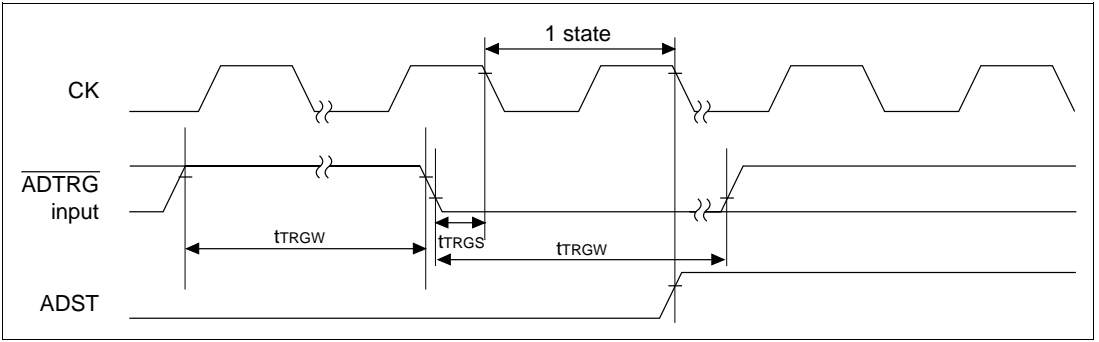 1 state
CK
ADTRG
input
tTRGW
tTRGS
tTRGW
ADST